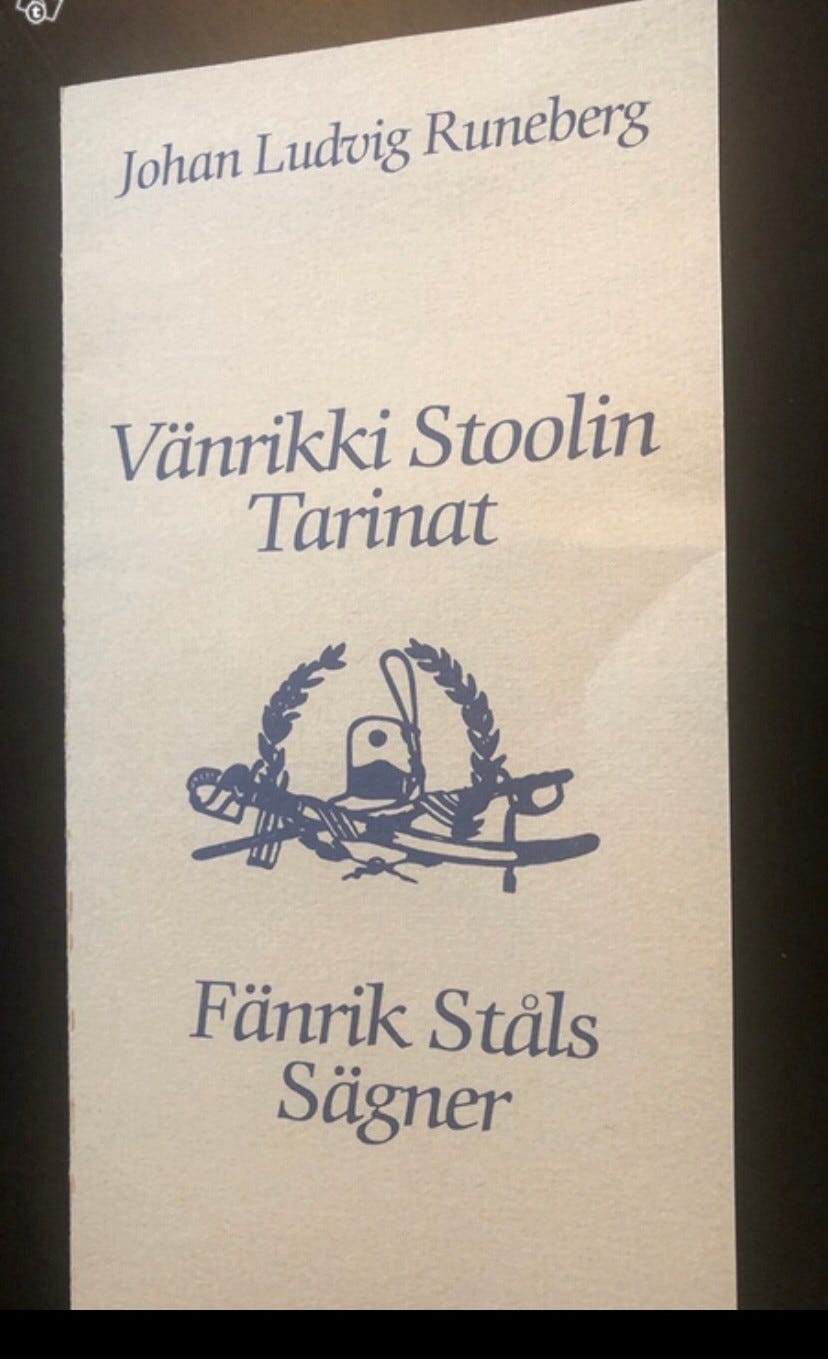 Johan Ludvig Runeberg
Vänrikki Stoolin
Tarinat
Fänrik Ståls
Sägner